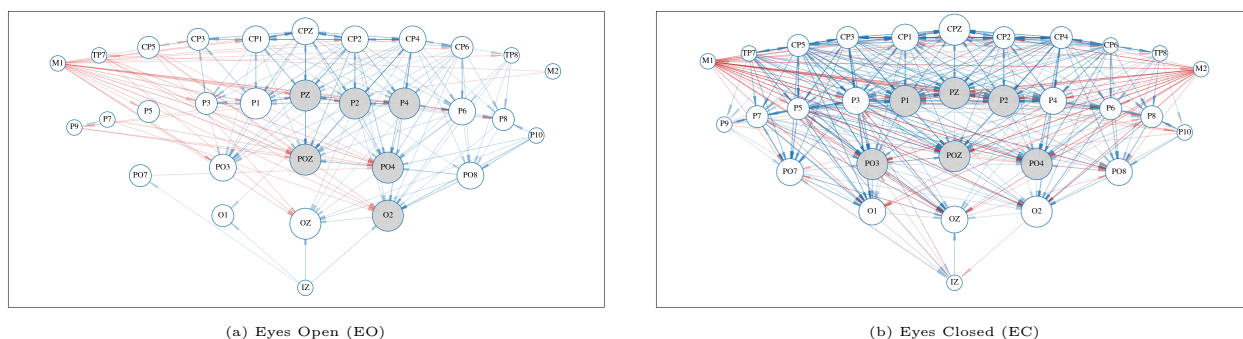 CPZ
CP3 CP1 CP2 CP4
CP5 CP6
TP7 TP8
M1 M2
PZ
P3 P1 P2 P4
P5 P6
P9 P7 P8 P10
POZ
PO3 PO4
PO7 PO8
O1 OZ O2
IZ
(a) Eyes Open (EO)
CPZ
CP3 CP1 CP2 CP4
CP5 CP6
TP7 TP8
M1 M2
PZ
P3 P1 P2 P4
P5 P6
P9 P7 P8 P10
POZ
PO3 PO4
PO7 PO8
O1 OZ O2
IZ
(b) Eyes Closed (EC)